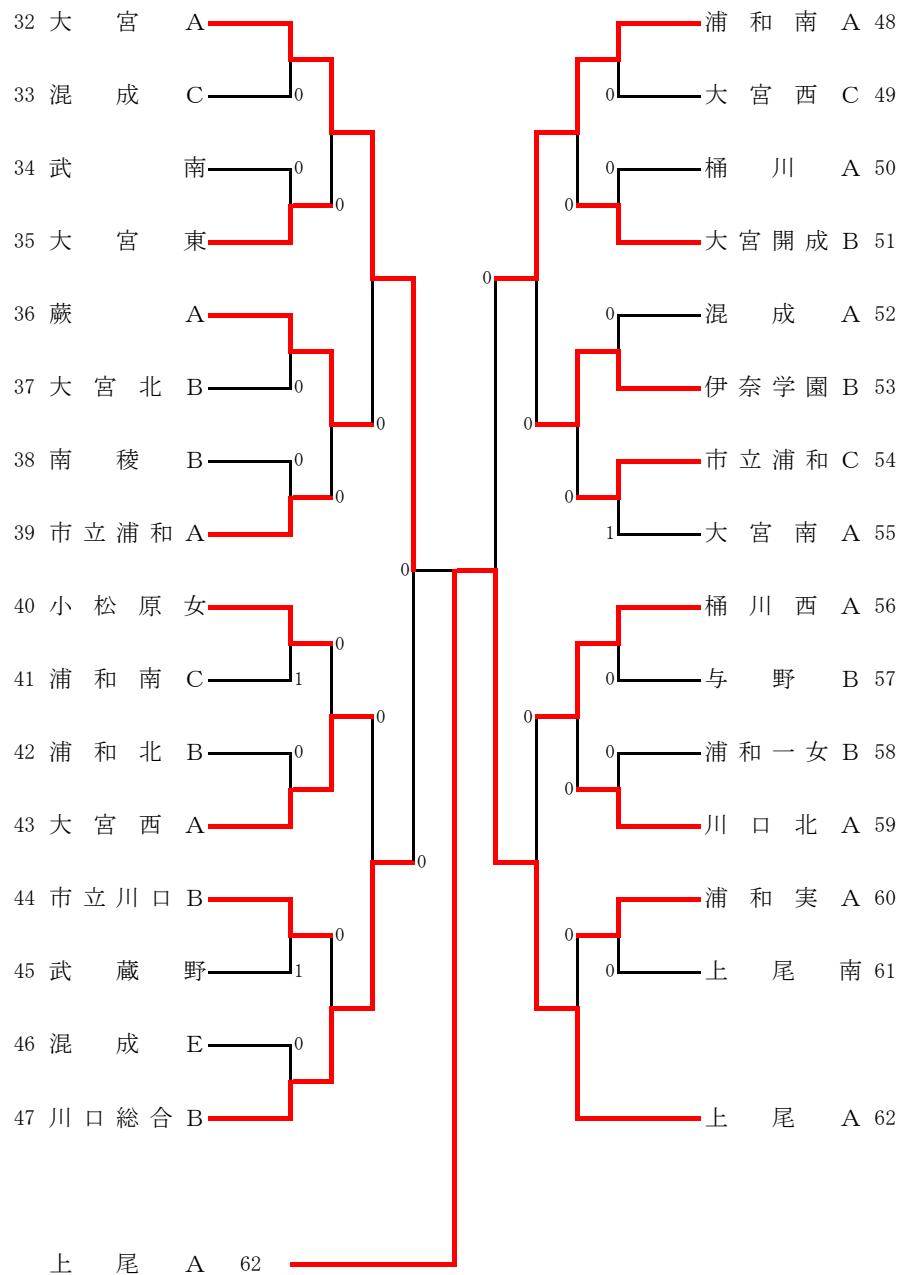 32 大宮 A
33 混成 C
0
34 武南
0
35 大宮東
0
36 蕨 A
37 大宮北 B
0
0
38 南稜 B
0
39 市立浦和 A
0
0
40 小松原女
0
41 浦和南 C
1
0
42 浦和北 B
0
43 大宮西 A
0
44 市立川口 B
0
45 武蔵野
1
46 混成 E
0
47 川口総合 B
浦和南 A 48
0
大宮西 C 49
0
桶川 A 50
0
大宮開成 B 51
0
0
混成 A 52
伊奈学園 B 53
0
市立浦和 C 54
0
1
大宮南 A 55
桶川西 A 56
0
与野 B 57
0
0
浦和一女 B 58
0
川口北 A 59
浦和実 A 60
0
0
上尾南 61
上尾 A 62
上尾 A 62